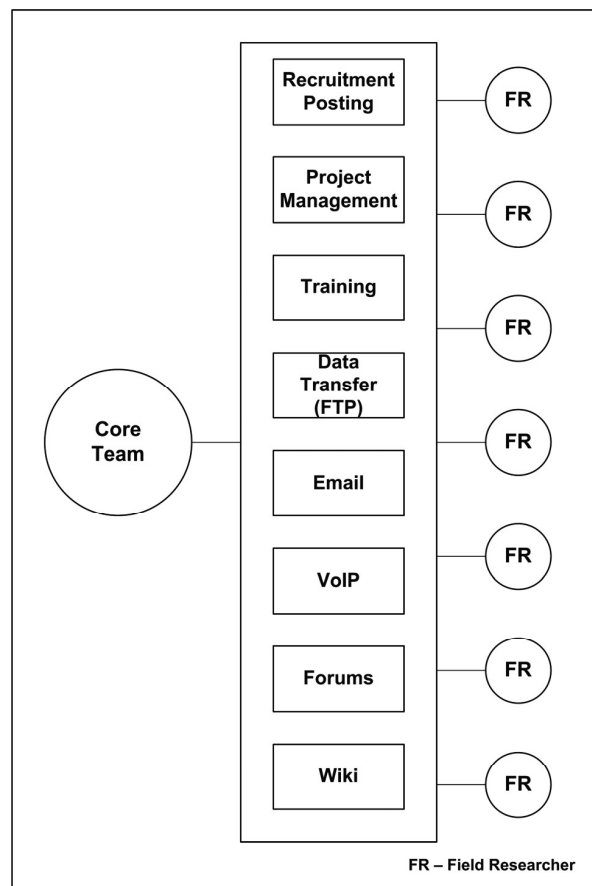 Recruitment
Posting
FR
Project
Management
FR
Training
FR
Data
Transfer
(FTP)
Core
Team
FR
Email
VoIP
FR
Forums
FR
Wiki
FR
FR – Field Researcher